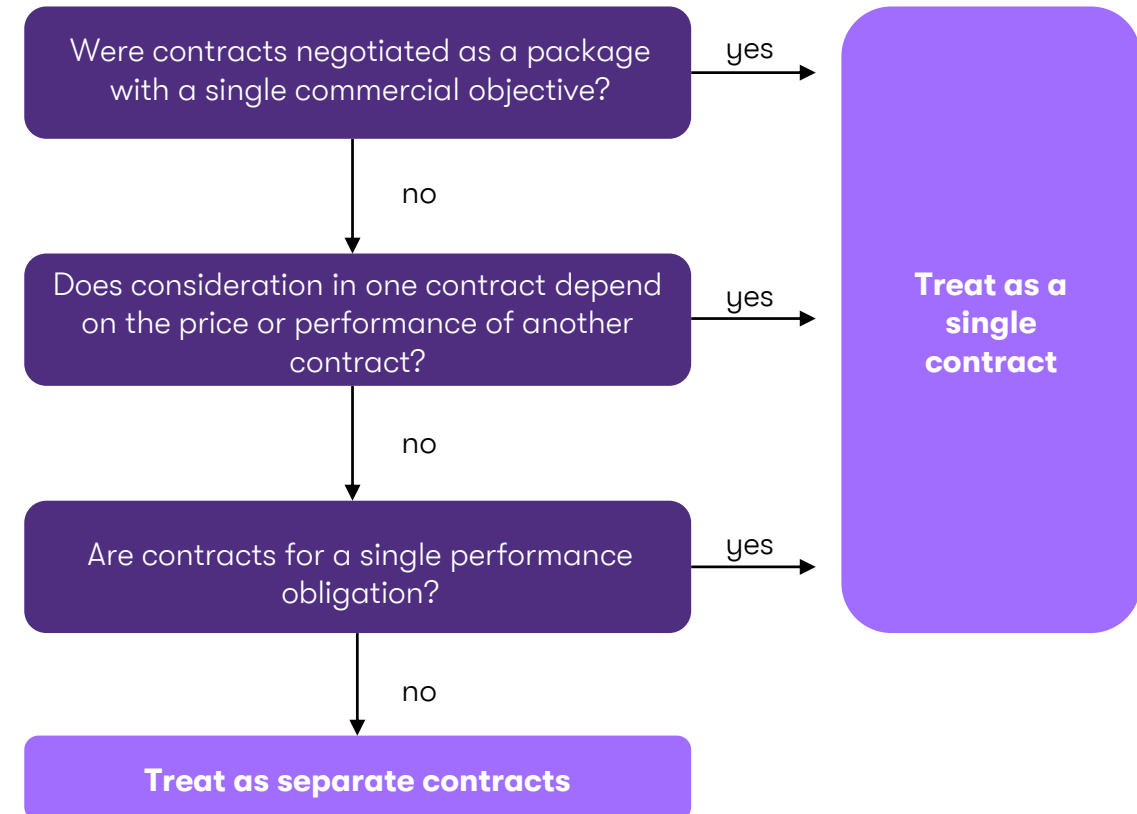 Were contracts negotiated as a package
with a single commercial objective?
yes
no
Does consideration in one contract depend
on the price or performance of another
contract?
yes
Treat as a
single
contract
no
Are contracts for a single performance
obligation?
yes
no
Treat as separate contracts